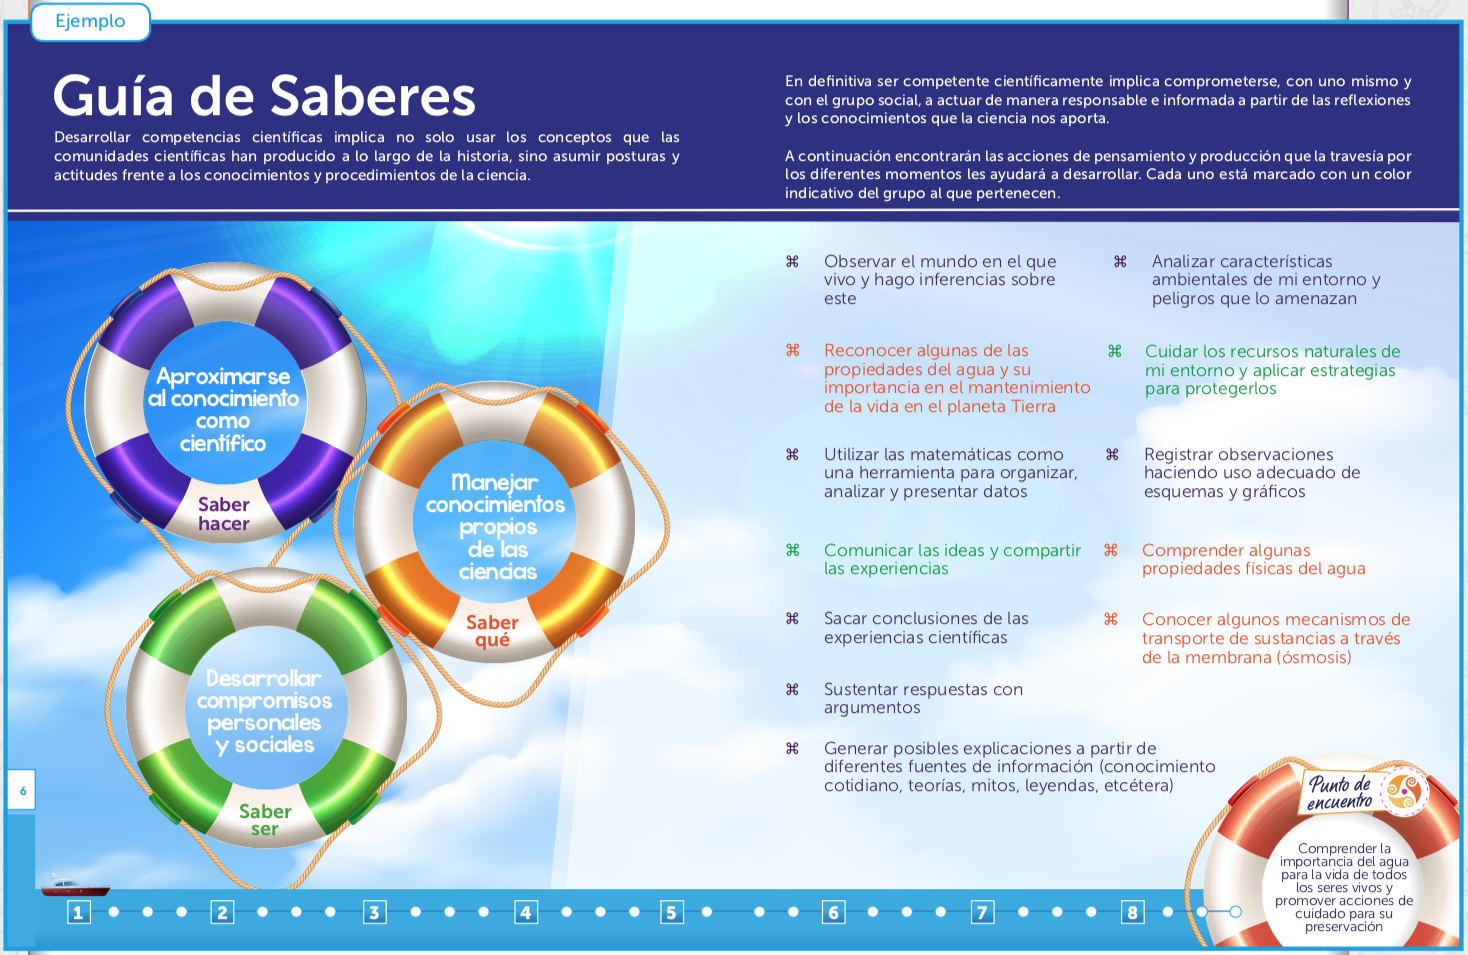 Ejemplo
Guía de Saberes
Desarrollar competencias científicas implica no solo usar los conceptos que las
comunidades científicas han producido a lo largo de la historia, sino asumir posturas y
actitudes frente a los conocimientos y procedimientos de la ciencia.
En definitiva ser competente científicamente implica comprometerse, con uno mismo y
con el grupo social, a actuar de manera responsable e informada a partir de las reflexiones
y los conocimientos que la ciencia nos aporta.
A continuación encontrarán las acciones de pensamiento y producción que la travesía por
los diferentes momentos les ayudará a desarrollar. Cada uno está marcado con un color
indicativo del grupo al que pertenecen.
Aproximarse
al conocimiento
como
científico
Saber
hacer
Manejar
conocimientos
propios
de las
ciencias
Saber
qué
Desarrollar
compromisos
personales
y sociales
Saber
ser
⌘ Observar el mundo en el que
vivo y hago inferencias sobre
este
⌘ Reconocer algunas de las
propiedades del agua y su
importancia en el mantenimiento
de la vida en el planeta Tierra
⌘ Utilizar las matemáticas como
una herramienta para organizar,
analizar y presentar datos
⌘ Comunicar las ideas y compartir
las experiencias
⌘ Sacar conclusiones de las
experiencias científicas
⌘ Sustentar respuestas con
argumentos
⌘ Generar posibles explicaciones a partir de
diferentes fuentes de información (conocimiento
cotidiano, teorías, mitos, leyendas, etcétera)
⌘ Analizar características
ambientales de mi entorno y
peligros que lo amenazan
⌘ Cuidar los recursos naturales de
mi entorno y aplicar estrategias
para protegerlos
⌘ Registrar observaciones
haciendo uso adecuado de
esquemas y gráficos
⌘ Comprender algunas
propiedades físicas del agua
⌘ Conocer algunos mecanismos de
transporte de sustancias a través
de la membrana (ósmosis)
Punto de
encuentro
Comprender la
importancia del agua
para la vida de todos
los seres vivos y
promover acciones de
cuidado para su
preservación
6
1 2 3 4 5 6 7 8